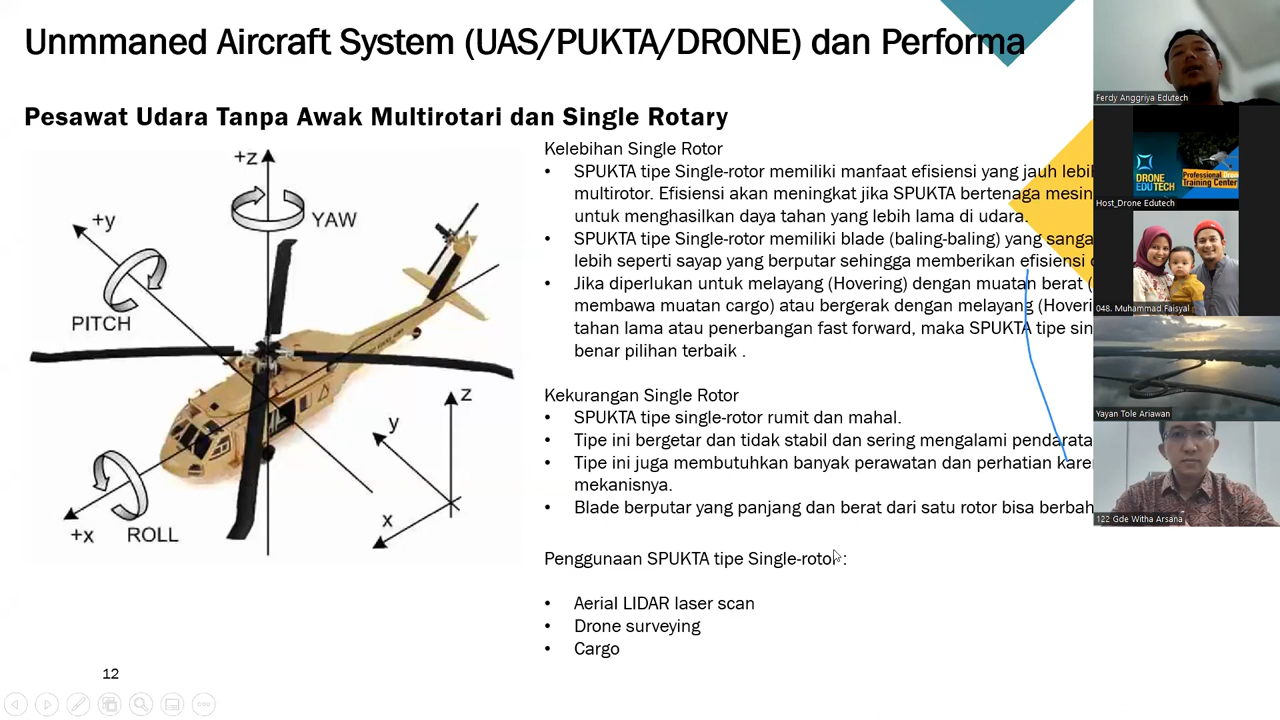 Unmmaned Aircraft System (UAS/PUKTA/DRONE) dan Performa
Pesawat Udara Tanpa Awak Multirotari dan Single Rotary
+z
YAW
+y
PITCH
+x
ROLL
z
y
x
Kelebihan Single Rotor
• SPUKTA tipe Single-rotor memiliki manfaat efisiensi yang jauh lebi
multirotor. Efisiensi akan meningkat jika SPUKTA bertenaga mesin
untuk menghasilkan daya tahan yang lebih lama di udara.
• SPUKTA tipe Single-rotor memiliki blade (baling-baling) yang sanga
lebih seperti sayap yang berputar sehingga memberikan efisiensi
• Jika diperlukan untuk melayang (Hovering) dengan muatan berat (
membawa muatan cargo) atau bergerak dengan melayang (Hoveri
tahan lama atau penerbangan fast forward, maka SPUKTA tipe sin
benar pilihan terbaik .
Kekurangan Single Rotor
• SPUKTA tipe single-rotor rumit dan mahal.
• Tipe ini bergetar dan tidak stabil dan sering mengalami pendarata
• Tipe ini juga membutuhkan banyak perawatan dan perhatian kare
mekanisnya.
• Blade berputar yang panjang dan berat dari satu rotor bisa berbah
Penggunaan SPUKTA tipe Single-rotor :
• Aerial LIDAR laser scan
• Drone surveying
• Cargo
12
Ferdy Anggriya Edutech
DRONE
EDUTECH
Professional Drone
Training Center
Host_Drone Edutech
048. Muhammad Faisyal
Yayan Tole Ariawan
122 Gde Witha Arsana